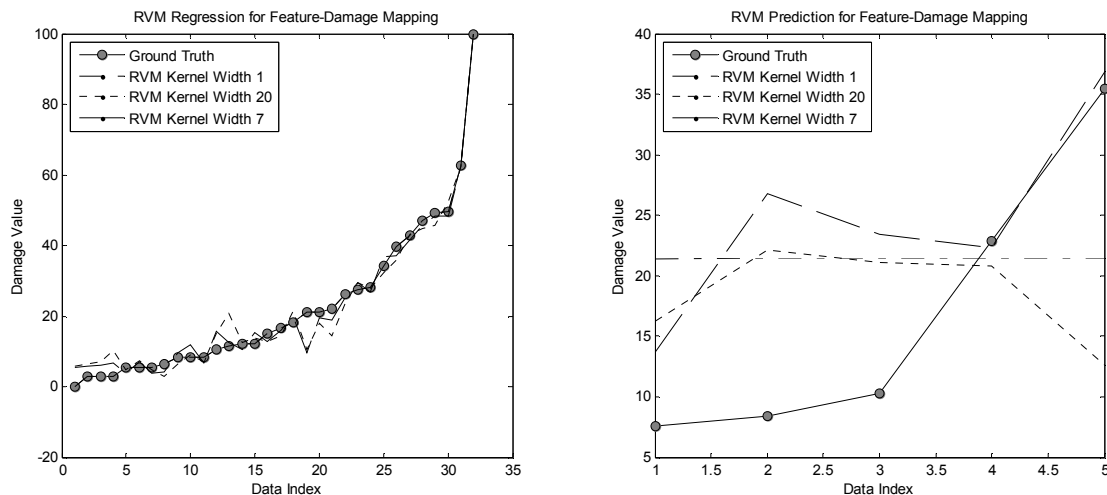 RVM Regression for Feature-Damage Mapping
100
80
60
40
20
0
-20
0
5
10
15
20
25
30
35
Damage Value
Data Index
Ground Truth
RVM Kernel Width 1
RVM Kernel Width 20
RVM Kernel Width 7
RVM Prediction for Feature-Damage Mapping
40
35
30
25
20
15
10
5
1
1.5
2
2.5
3
3.5
4
4.5
5
Damage Value
Data Index
Ground Truth
RVM Kernel Width 1
RVM Kernel Width 20
RVM Kernel Width 7